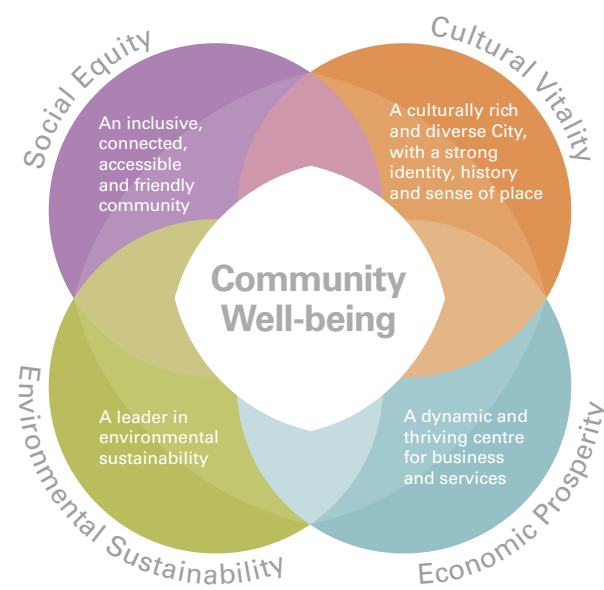 Social Equity
Cultural Vitality
An inclusive,
connected,
accessible
and friendly
community
A culturally rich
and diverse City,
with a strong
identity, history
and sense of place
Community
Well-being
A leader in
environmental
sustainability
A dynamic and
thriving centre
for business
and services
Environmental Sustainability
Economic Prosperity